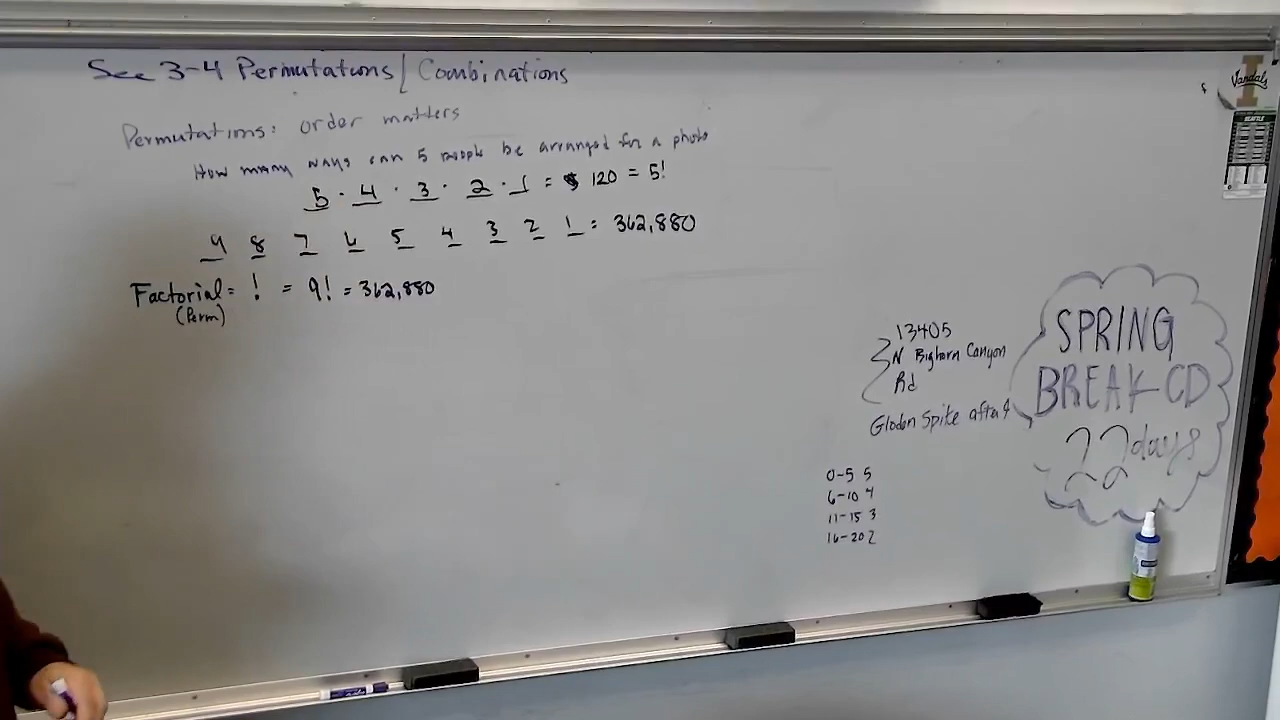 Sec 3-4 Permutations/Combinations
Permutations: order matters
How many ways can 5 people be arranged for a photo
5 · 4 · 3 · 2 · 1 = 120 = 5!
9 8 7 6 5 4 3 2 1 = 362,880
Factorial = ! = 9! = 362,880
(Perm)
13405
N Bighorn Canyon
Rd
Gloden Spike after
0-5 5
6-10 4
11-15 3
16-20 2
SPRING
BREAK CD
22 days
I
Vandals
SEATTLE